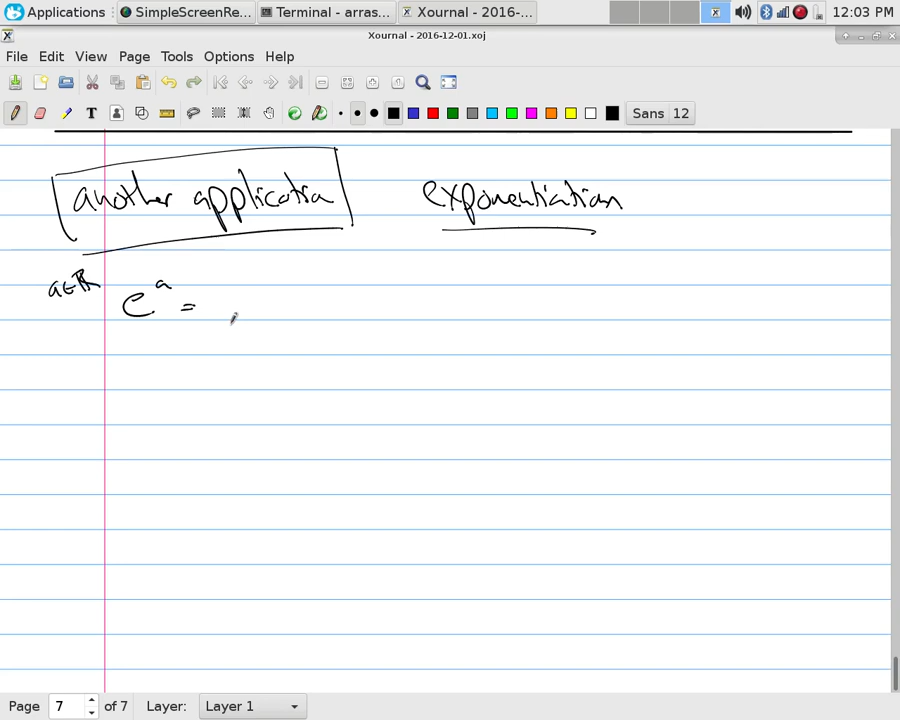 Applications SimpleScreenRe... Terminal - arras... Xournal - 2016-... 12:03 PM
Xournal - 2016-12-01.xoj
File Edit View Page Tools Options Help
T Sans 12
another application exponentiation
a∈ℝ e^a =
Page 7 of 7 Layer: Layer 1